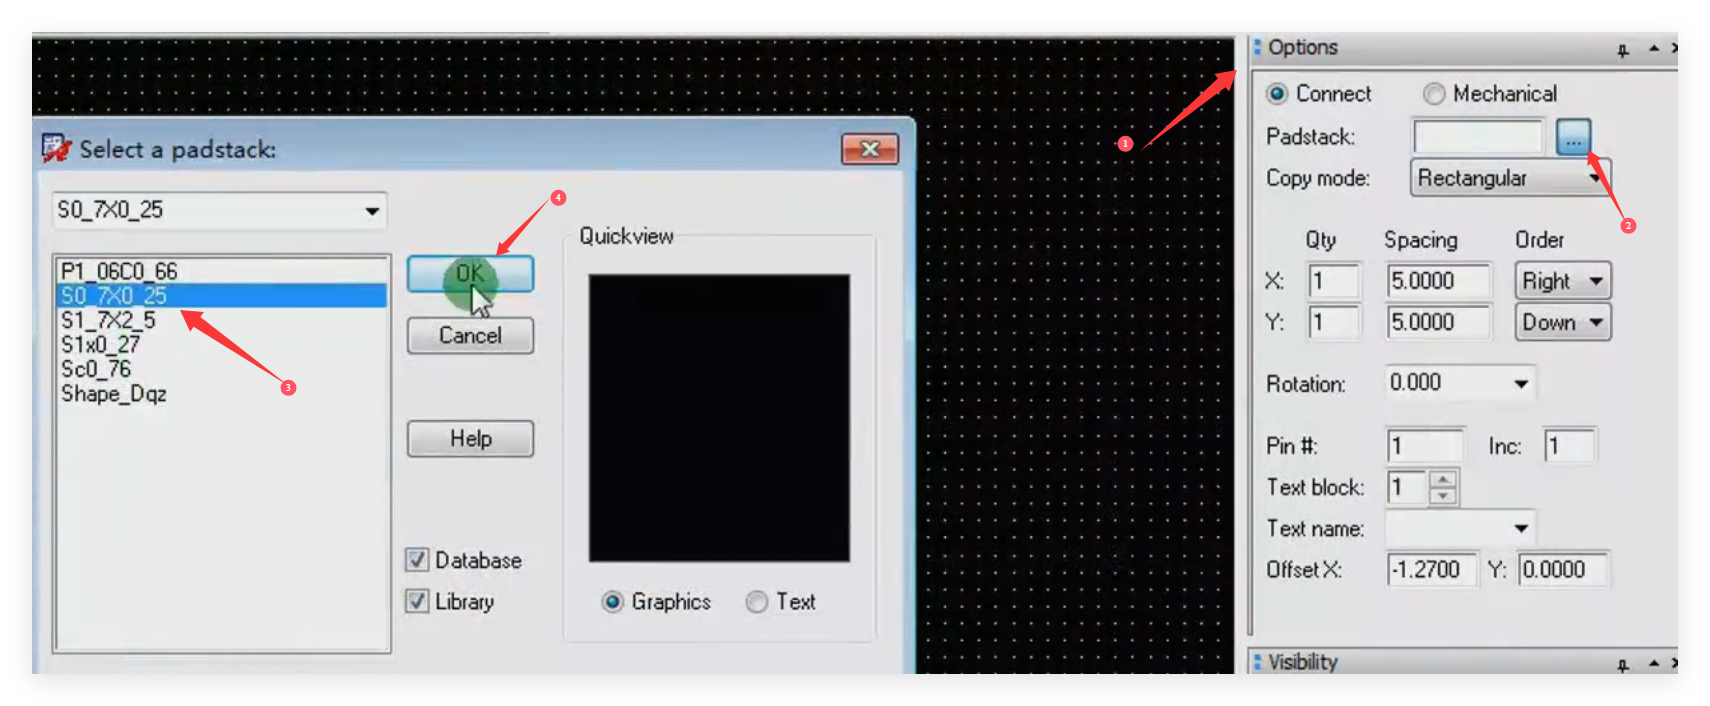 Options
Connect
Mechanical
Padstack:
...
Copy mode:
Rectangular
Qty
Spacing
Order
X:
1
5.0000
Right
Y:
1
5.0000
Down
Rotation:
0.000
Pin #:
1
Inc:
1
Text block:
1
Text name:
Offset X:
-1.2700
Y:
0.0000
Visibility
Select a padstack:
S0_7X0_25
P1_06C0_66
S0_7X0_25
S1_7X2_5
S1x0_27
Sc0_76
Shape_Dqz
OK
Cancel
Help
Database
Library
Quickview
Graphics
Text
1
2
3
4